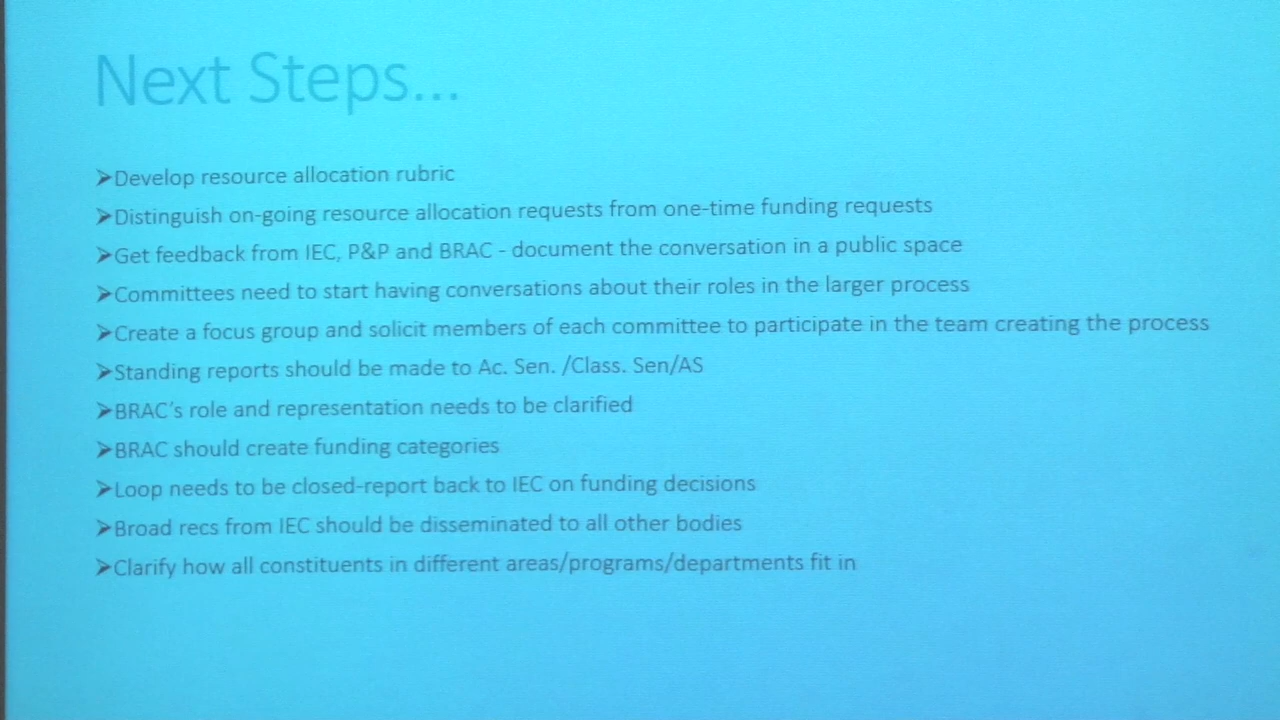 Next Steps...
➢Develop resource allocation rubric
➢Distinguish on-going resource allocation requests from one-time funding requests
➢Get feedback from IEC, P&P and BRAC - document the conversation in a public space
➢Committees need to start having conversations about their roles in the larger process
➢Create a focus group and solicit members of each committee to participate in the team creating the process
➢Standing reports should be made to Ac. Sen. /Class. Sen/AS
➢BRAC's role and representation needs to be clarified
➢BRAC should create funding categories
➢Loop needs to be closed-report back to IEC on funding decisions
➢Broad recs from IEC should be disseminated to all other bodies
➢Clarify how all constituents in different areas/programs/departments fit in